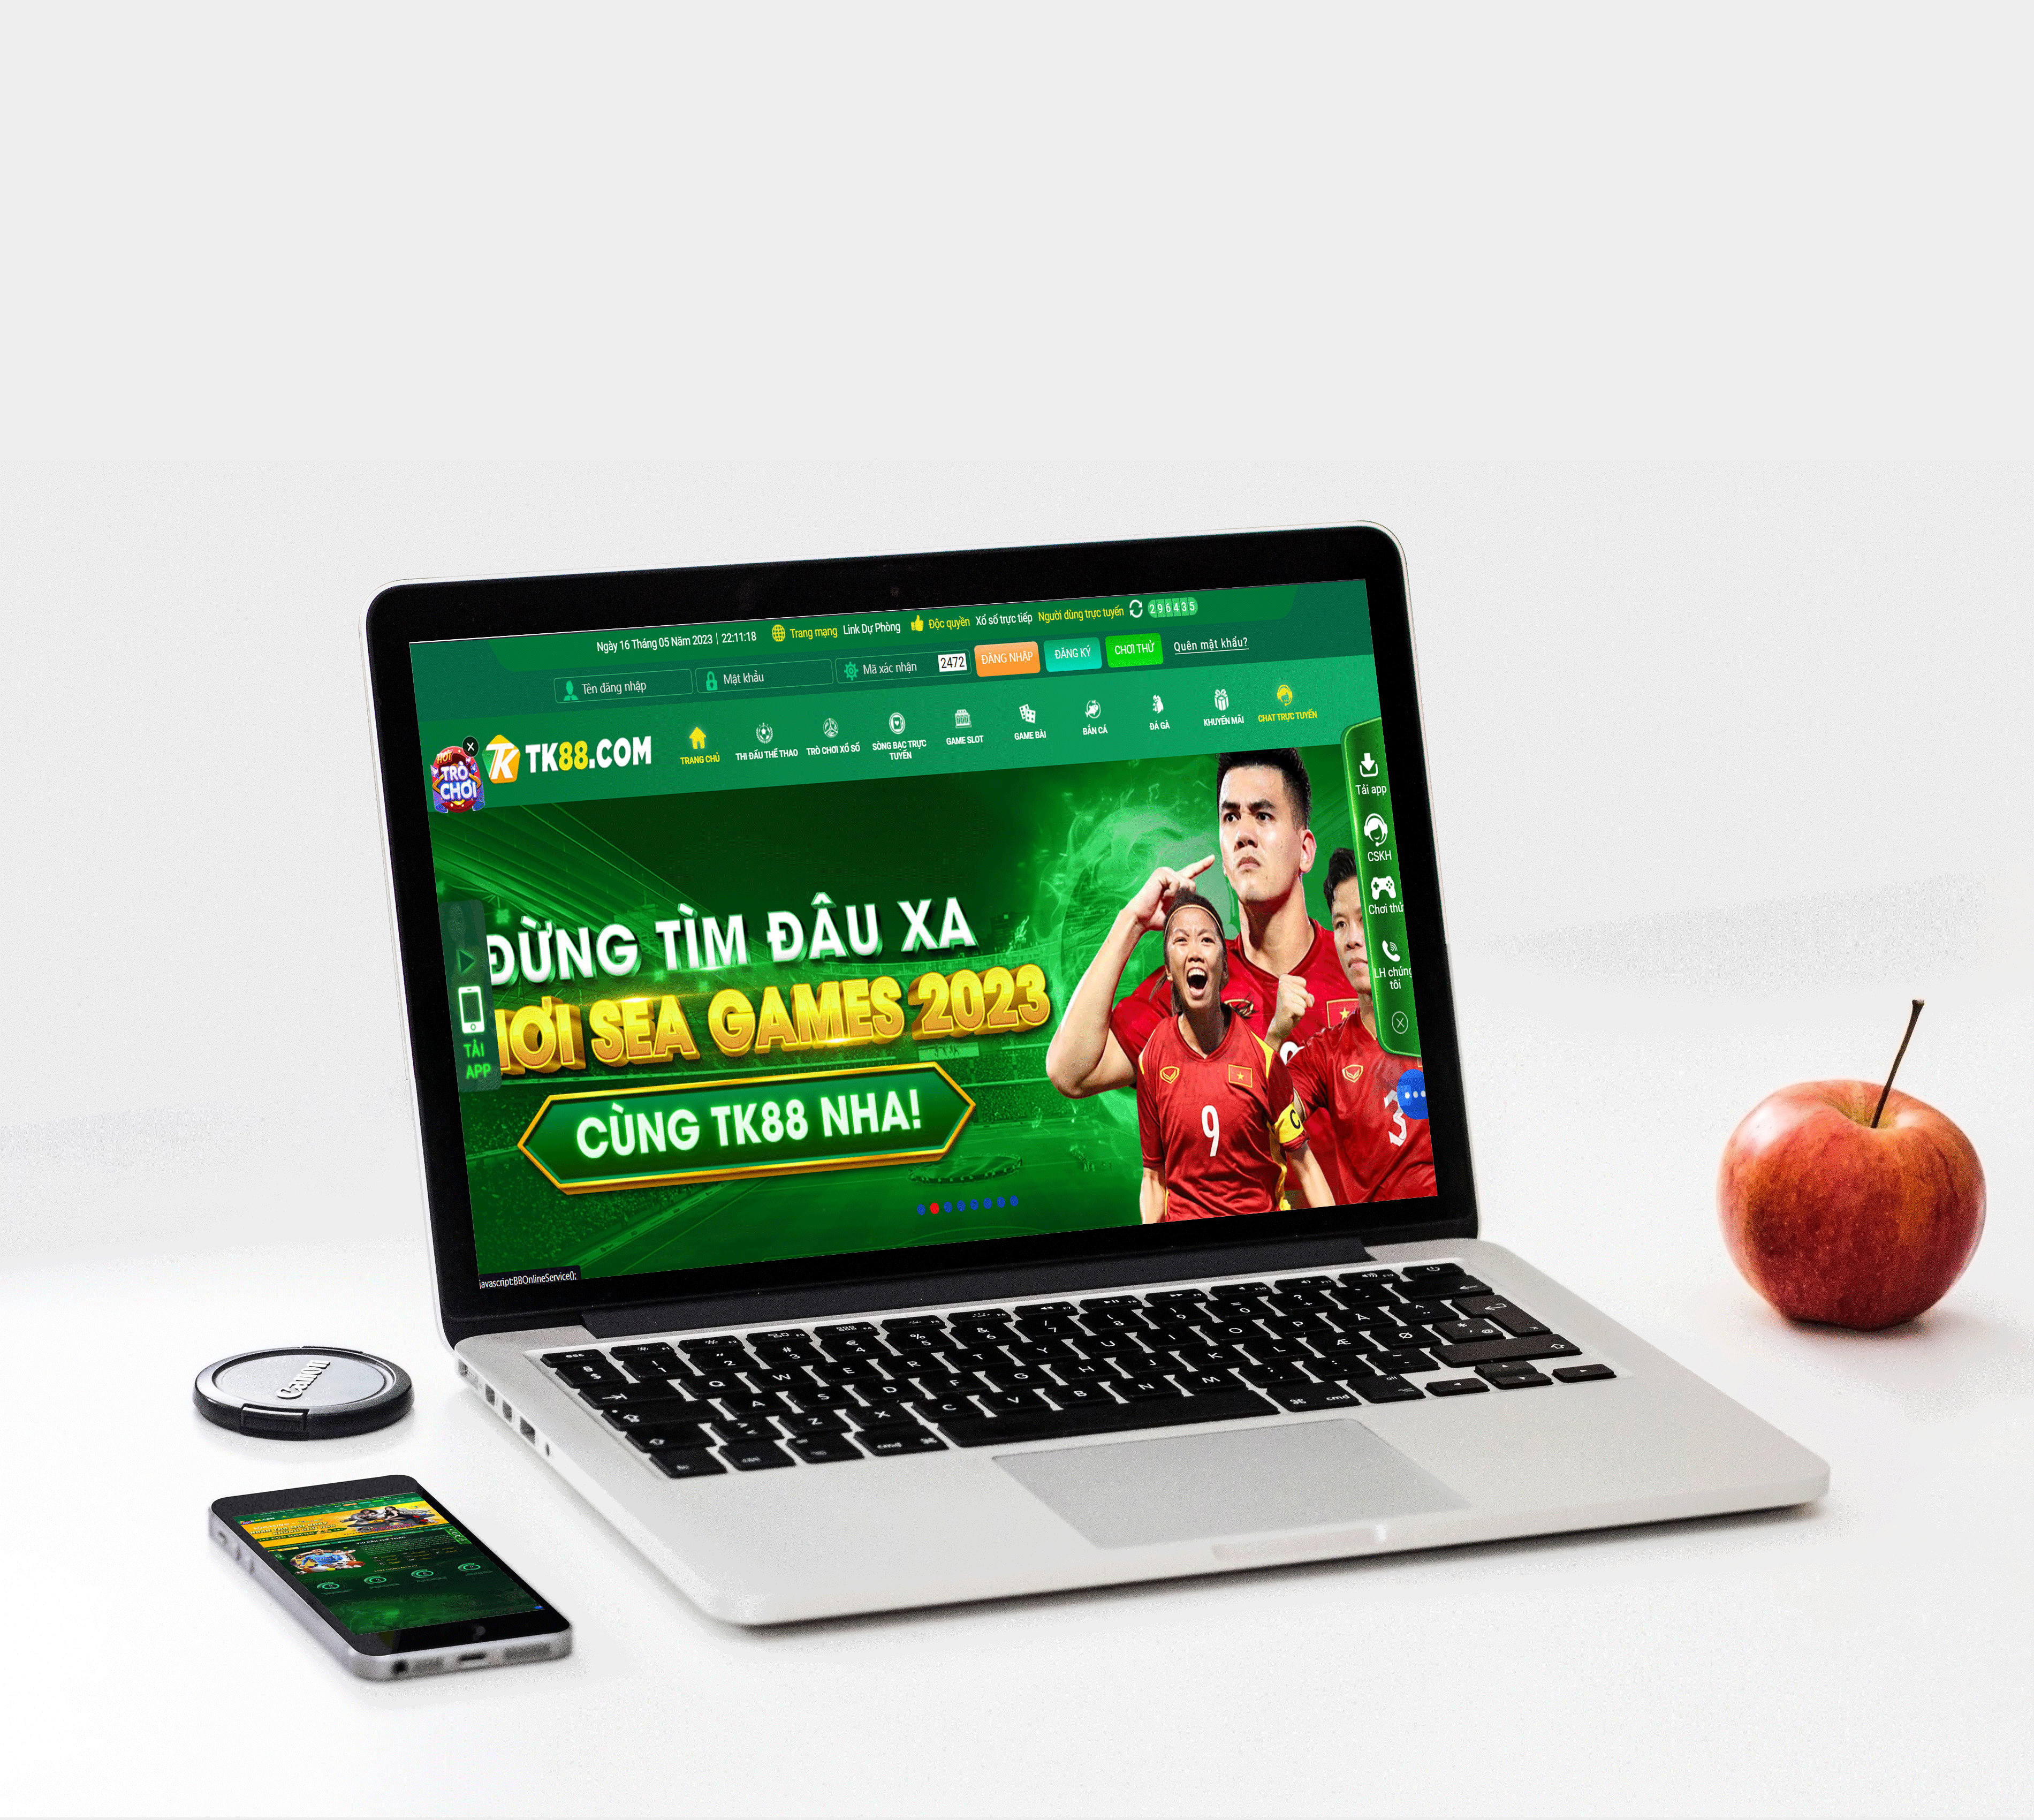 Ngày 16 Tháng 05 Năm 2023 | 22:11:18 Trang mạng Link Dự Phòng Độc quyền Xổ số trực tiếp Người dùng trực tuyến 296435
Tên đăng nhập Mật khẩu Mã xác nhận 2472 ĐĂNG NHẬP ĐĂNG KÝ CHƠI THỬ Quên mật khẩu?
TK88.COM
TRANG CHỦ
THI ĐẤU THỂ THAO
TRÒ CHƠI XỔ SỐ
SÒNG BẠC TRỰC
TUYẾN
GAME SLOT
GAME BÀI
BẮN CÁ
ĐÁ GÀ
KHUYẾN MÃI
CHAT TRỰC TUYẾN
HOT
TRÒ
CHƠI
Tải app
CSKH
Chơi thử
LH chúng
tôi
ĐỪNG TÌM ĐÂU XA
ƠI SEA GAMES 2023
CÙNG TK88 NHA!
TẢI
APP
9
C
3
javascript:BBOnlineService();
Canon